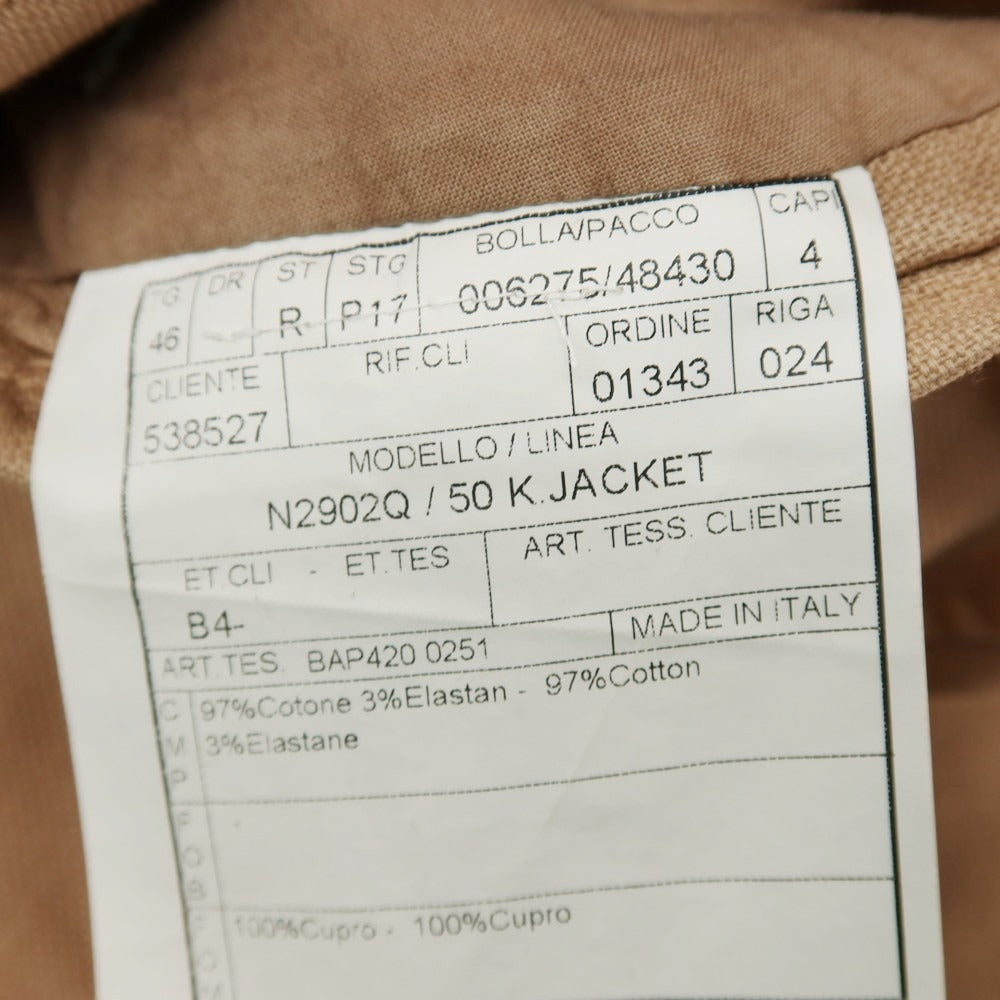 TG DR ST STG BOLLA/PACCO CAPI
46 R P17 006275/48430 4
CLIENTE RIF.CLI ORDINE RIGA
538527 01343 024
MODELLO / LINEA
N2902Q / 50 K.JACKET
ET CLI - ET.TES ART. TESS. CLIENTE
B4-
ART.TES. BAP420 0251 MADE IN ITALY
C 97%Cotone 3%Elastan - 97%Cotton
M 3%Elastane
P
F
O
F
100%Cupro - 100%Cupro
O
M